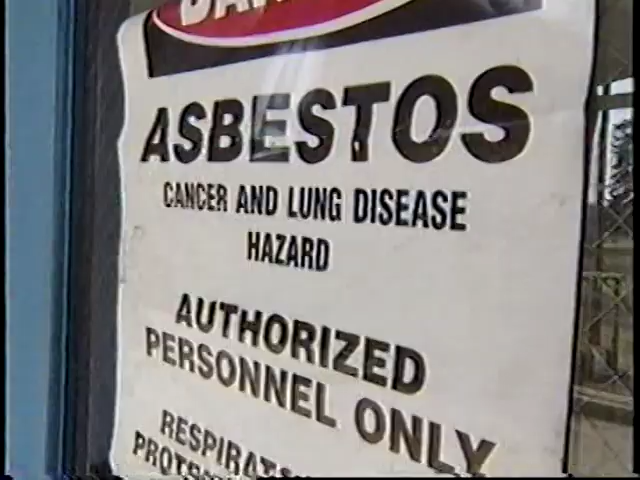 ASBESTOS
CANCER AND LUNG DISEASE
HAZARD
AUTHORIZED
PERSONNEL ONLY